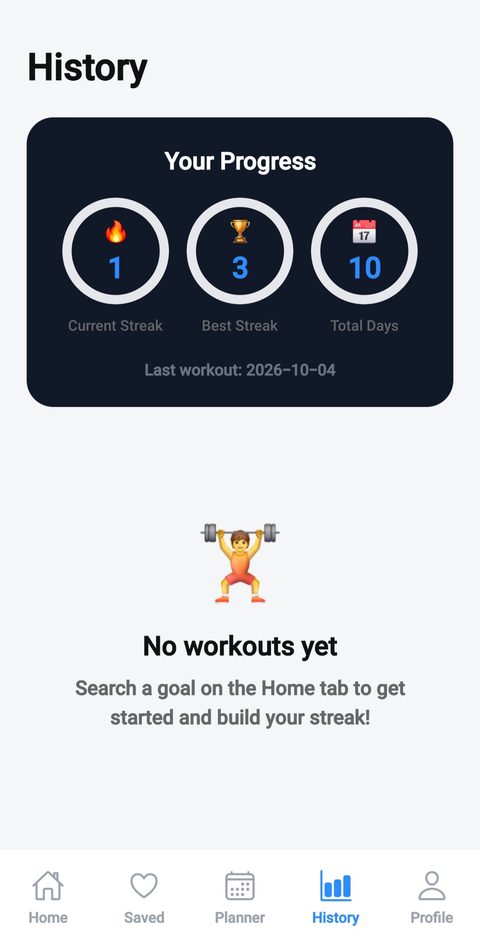 History
Your Progress
1
3
17
10
Current Streak
Best Streak
Total Days
Last workout: 2026-10-04
No workouts yet
Search a goal on the Home tab to get
started and build your streak!
Home
Saved
Planner
History
Profile